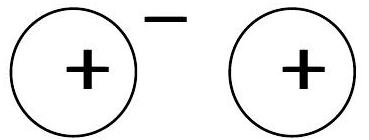 + − +